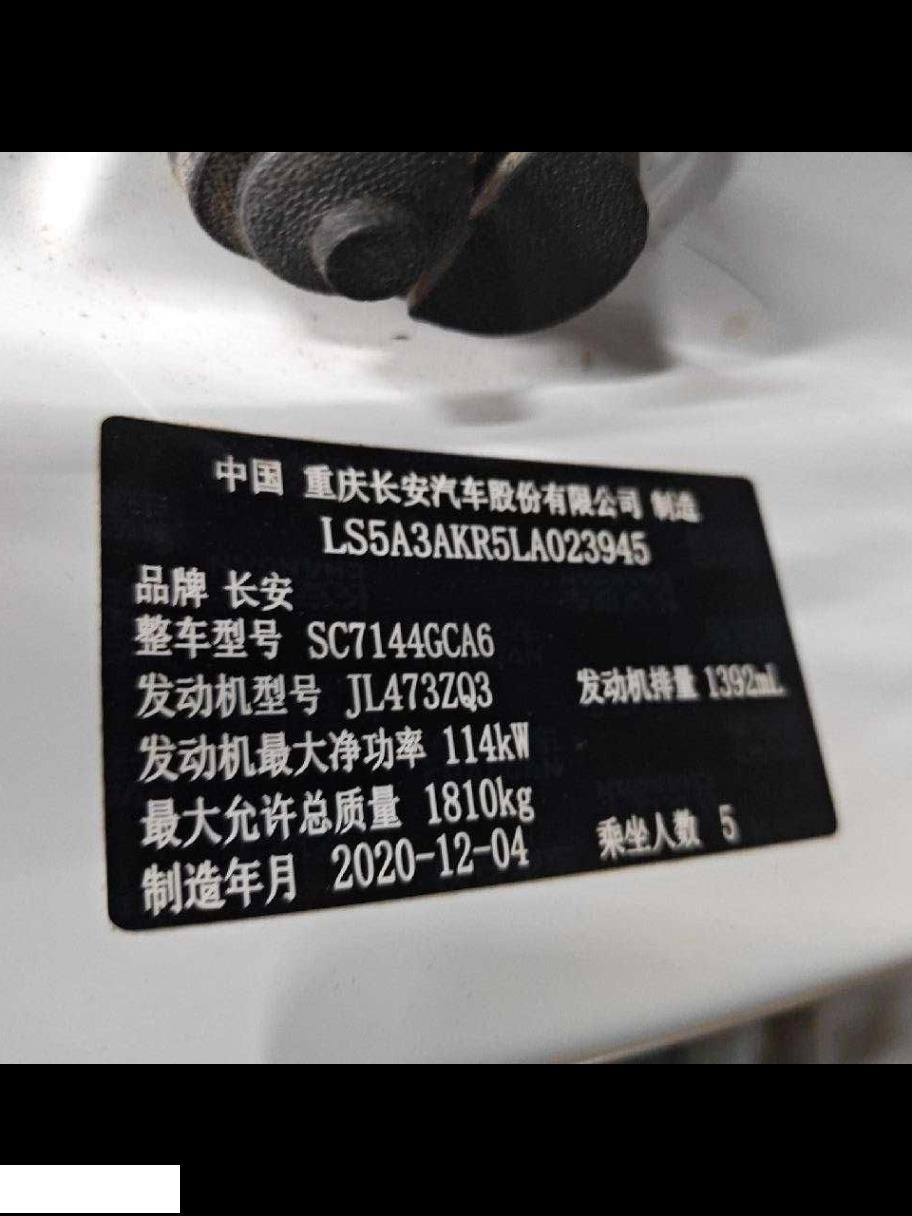 中国 重庆长安汽车股份有限公司 制造
LS5A3AKR5LA023945
品牌 长安
整车型号 SC7144GCA6
发动机型号 JL473ZQ3 发动机排量 1392mL
发动机最大净功率 114kW
最大允许总质量 1810kg
制造年月 2020-12-04 乘坐人数 5